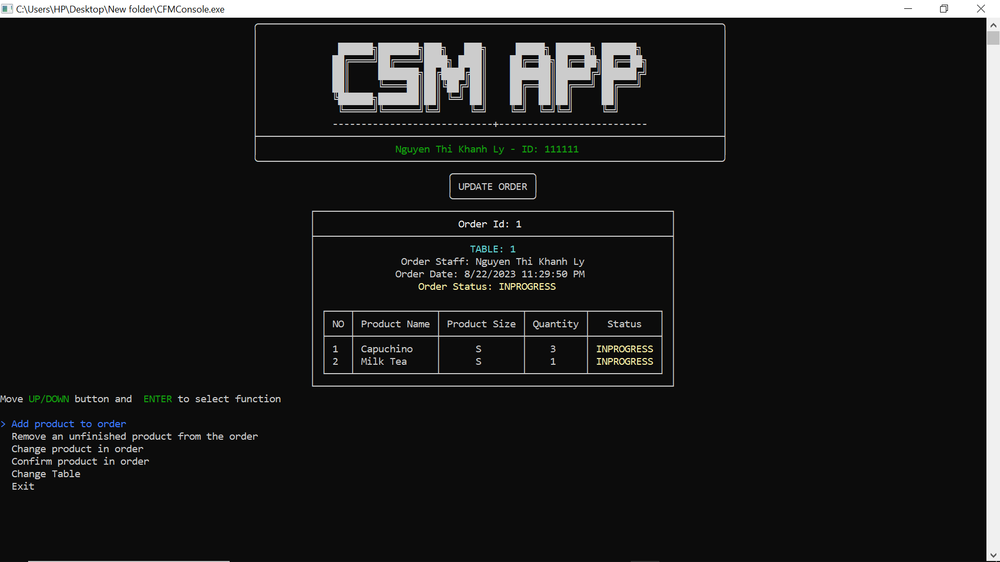 C:\Users\HP\Desktop\New folder\CFMConsole.exe
CSM APP
----------------------------+--------------------------
Nguyen Thi Khanh Ly - ID: 111111
UPDATE ORDER
Order Id: 1
TABLE: 1
Order Staff: Nguyen Thi Khanh Ly
Order Date: 8/22/2023 11:29:50 PM
Order Status: INPROGRESS
NO Product Name Product Size Quantity Status
1 Capuchino S 3 INPROGRESS
2 Milk Tea S 1 INPROGRESS
Move UP/DOWN button and  ENTER to select function
> Add product to order
Remove an unfinished product from the order
Change product in order
Confirm product in order
Change Table
Exit